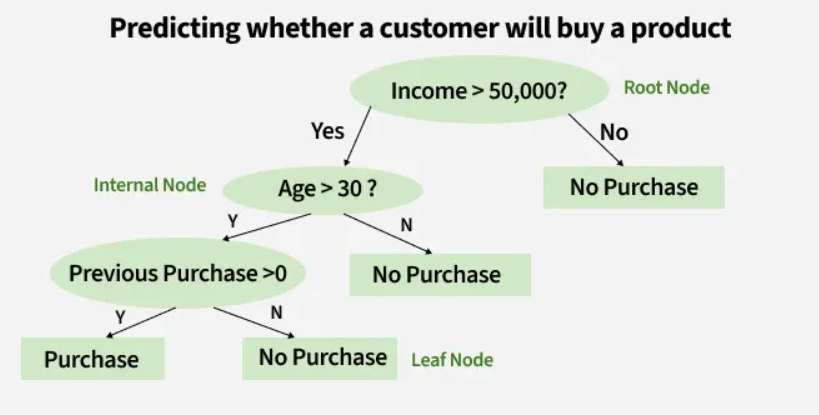 Predicting whether a customer will buy a product
Income > 50,000?
Root Node
Yes
No
Internal Node
Age > 30 ?
No Purchase
Y
N
Previous Purchase >0
No Purchase
Y
N
Purchase
No Purchase
Leaf Node